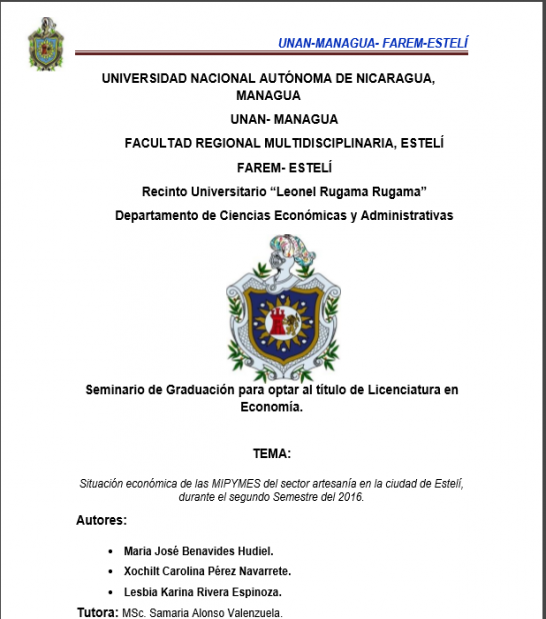 UNAN-MANAGUA- FAREM-ESTELÍ
UNIVERSIDAD NACIONAL AUTÓNOMA DE NICARAGUA,
MANAGUA
UNAN- MANAGUA
FACULTAD REGIONAL MULTIDISCIPLINARIA, ESTELÍ
FAREM- ESTELÍ
Recinto Universitario “Leonel Rugama Rugama”
Departamento de Ciencias Económicas y Administrativas
Seminario de Graduación para optar al título de Licenciatura en
Economía.
TEMA:
Situación económica de las MIPYMES del sector artesanía en la ciudad de Estelí,
durante el segundo Semestre del 2016.
Autores:
• Maria José Benavides Hudiel.
• Xochilt Carolina Pérez Navarrete.
• Lesbia Karina Rivera Espinoza.
Tutora: MSc. Samaria Alonso Valenzuela.